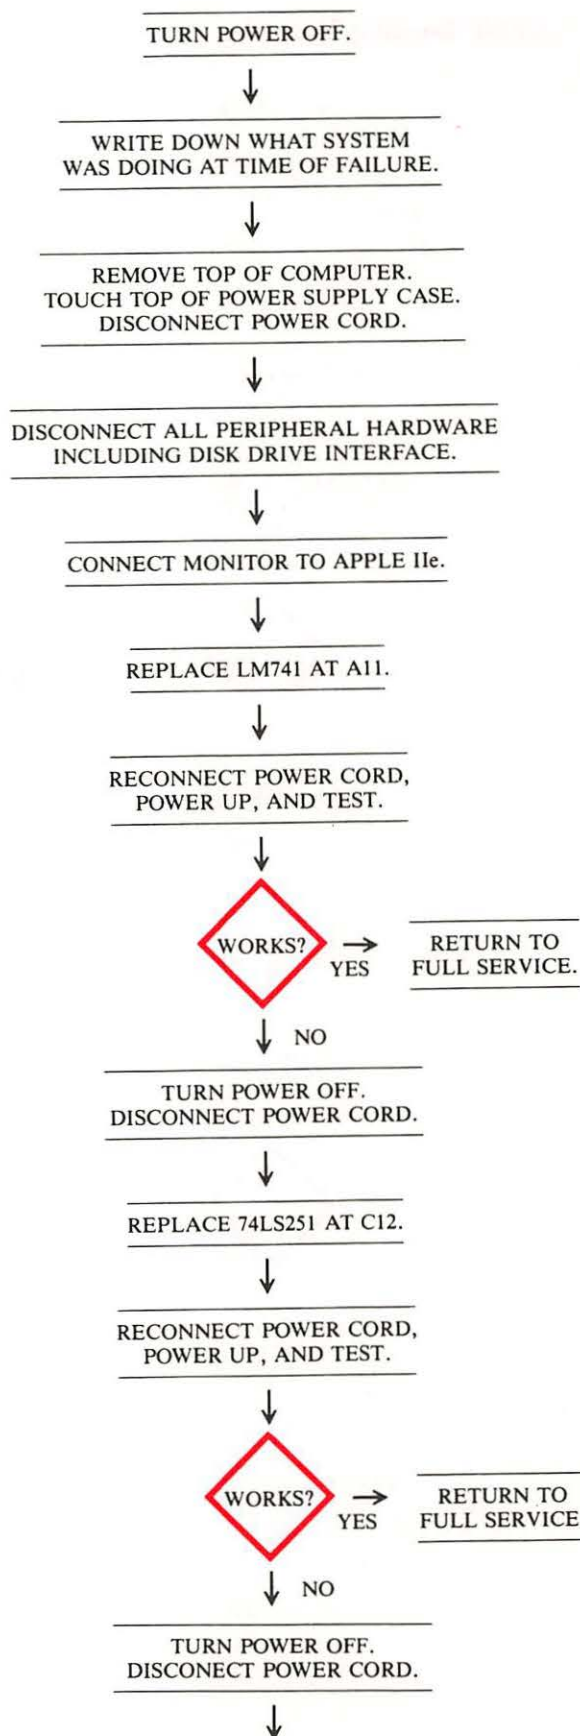 TURN POWER OFF.
WRITE DOWN WHAT SYSTEM
WAS DOING AT TIME OF FAILURE.
REMOVE TOP OF COMPUTER.
TOUCH TOP OF POWER SUPPLY CASE.
DISCONNECT POWER CORD.
DISCONNECT ALL PERIPHERAL HARDWARE
INCLUDING DISK DRIVE INTERFACE.
CONNECT MONITOR TO APPLE IIe.
REPLACE LM741 AT A11.
RECONNECT POWER CORD,
POWER UP, AND TEST.
WORKS?
YES
RETURN TO
FULL SERVICE.
NO
TURN POWER OFF.
DISCONNECT POWER CORD.
REPLACE 74LS251 AT C12.
RECONNECT POWER CORD,
POWER UP, AND TEST.
WORKS?
YES
RETURN TO
FULL SERVICE
NO
TURN POWER OFF.
DISCONECT POWER CORD.